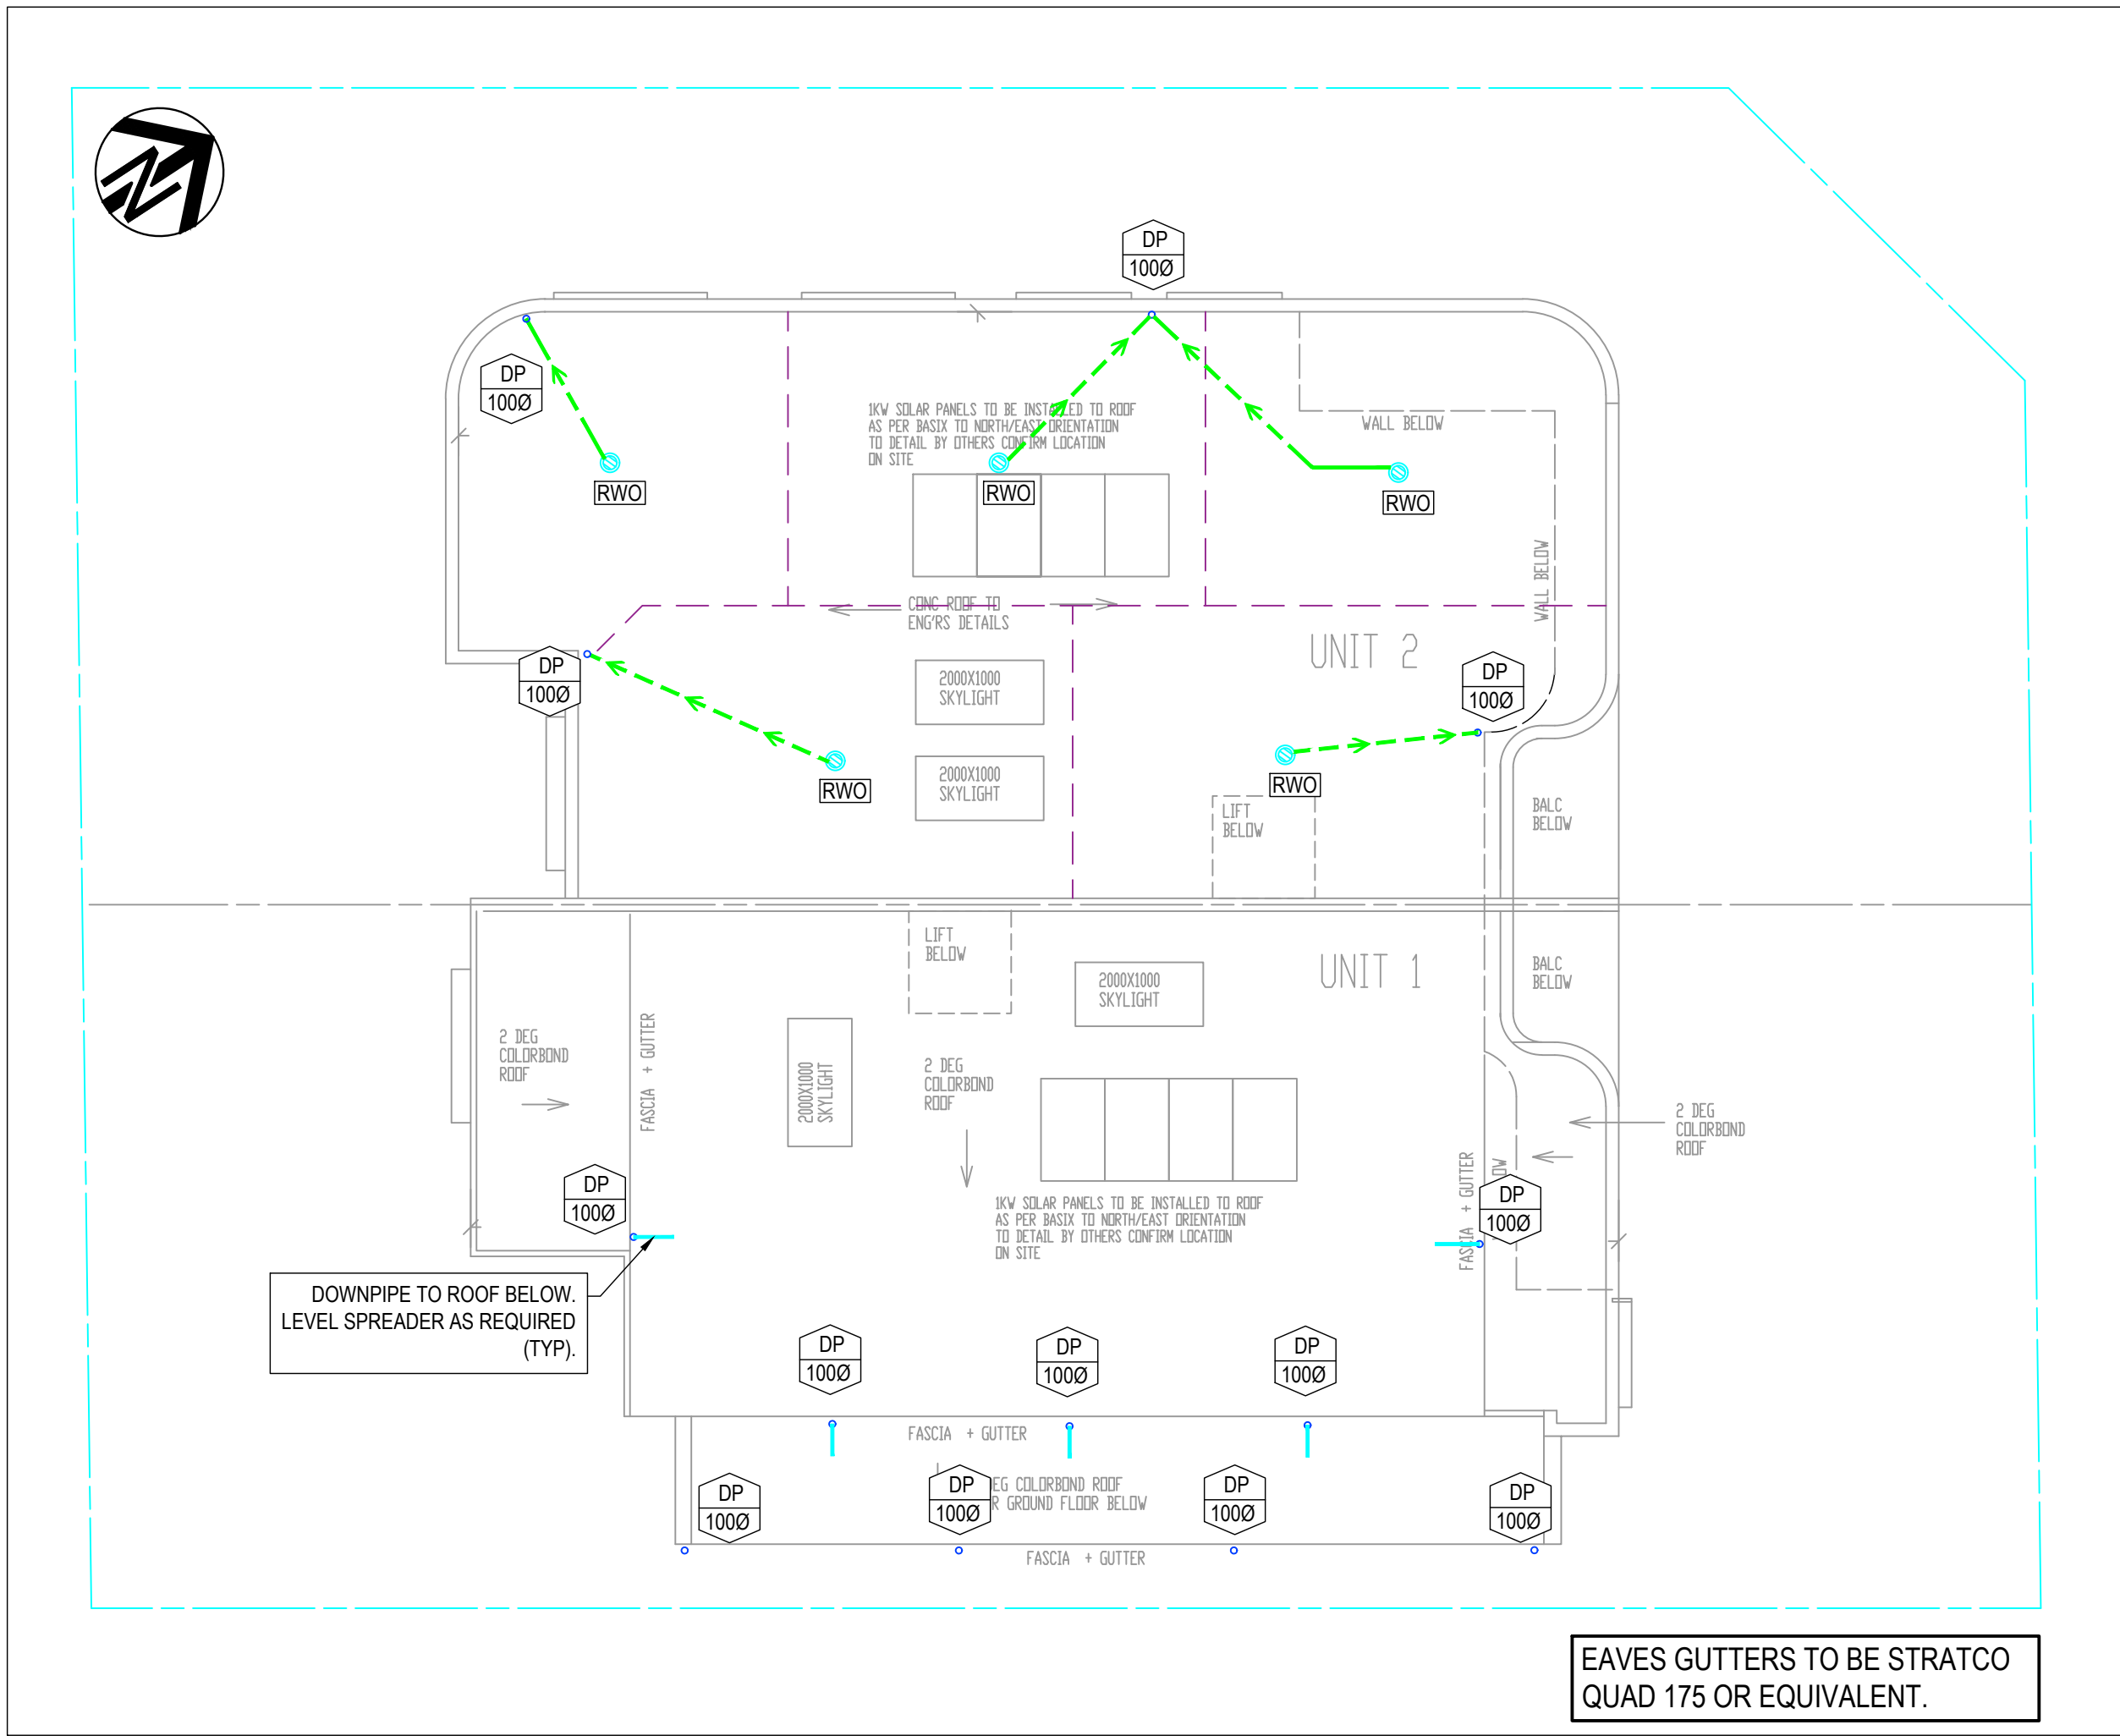 N
DP
100Ø
DP
100Ø
1KW SOLAR PANELS TO BE INSTALLED TO ROOF
AS PER BASIX TO NORTH/EAST ORIENTATION
TO DETAIL BY OTHERS CONFIRM LOCATION
ON SITE
WALL BELOW
RWO
RWO
RWO
WALL BELOW
CONC ROOF TO
ENG'RS DETAILS
UNIT 2
DP
100Ø
2000X1000
SKYLIGHT
DP
100Ø
2000X1000
SKYLIGHT
RWO
RWO
LIFT
BELOW
BALC
BELOW
LIFT
BELOW
UNIT 1
BALC
BELOW
2000X1000
SKYLIGHT
2 DEG
COLORBOND
ROOF
FASCIA + GUTTER
2000X1000
SKYLIGHT
2 DEG
COLORBOND
ROOF
2 DEG
COLORBOND
ROOF
FASCIA + GUTTER
DP
100Ø
DP
100Ø
1KW SOLAR PANELS TO BE INSTALLED TO ROOF
AS PER BASIX TO NORTH/EAST ORIENTATION
TO DETAIL BY OTHERS CONFIRM LOCATION
ON SITE
DOWNPIPE TO ROOF BELOW.
LEVEL SPREADER AS REQUIRED
(TYP).
DP
100Ø
DP
100Ø
DP
100Ø
FASCIA + GUTTER
DP
100Ø
DP
100Ø
EG COLORBOND ROOF
R GROUND FLOOR BELOW
DP
100Ø
DP
100Ø
FASCIA + GUTTER
EAVES GUTTERS TO BE STRATCO
QUAD 175 OR EQUIVALENT.